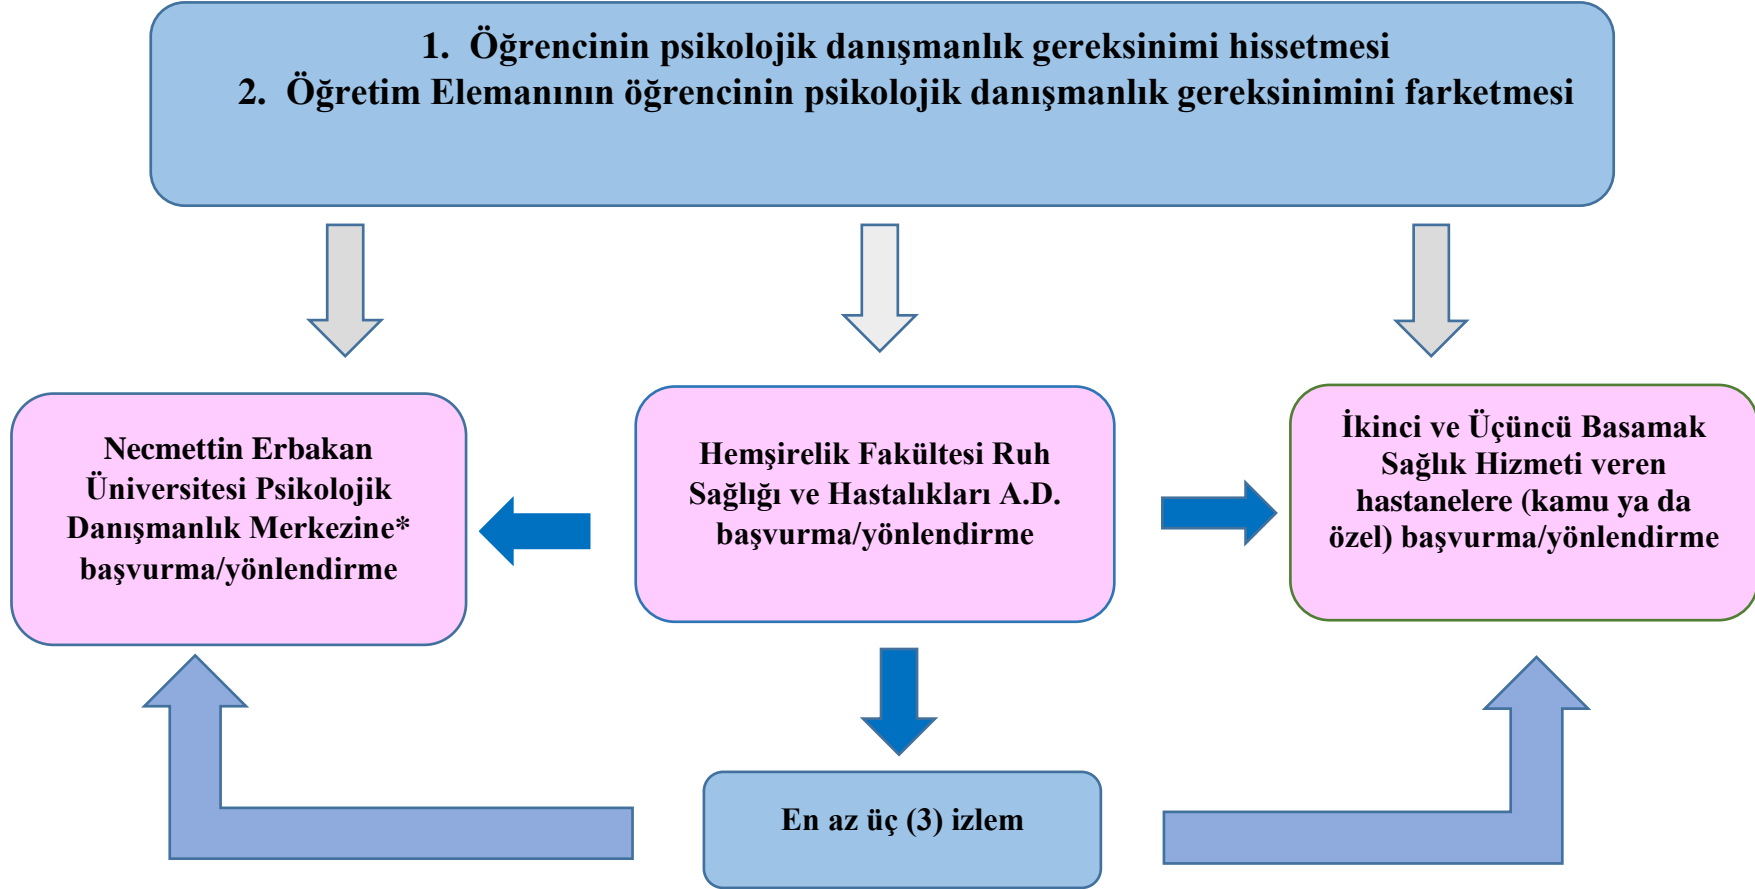 1. Öğrencinin psikolojik danışmanlık gereksinimi hissetmesi
2. Öğretim Elemanının öğrencinin psikolojik danışmanlık gereksinimini farketmesi
Necmettin Erbakan
Üniversitesi Psikolojik
Danışmanlık Merkezine*
başvurma/yönlendirme
Hemşirelik Fakültesi Ruh
Sağlığı ve Hastalıkları A.D.
başvurma/yönlendirme
İkinci ve Üçüncü Basamak
Sağlık Hizmeti veren
hastanelere (kamu ya da
özel) başvurma/yönlendirme
En az üç (3) izlem